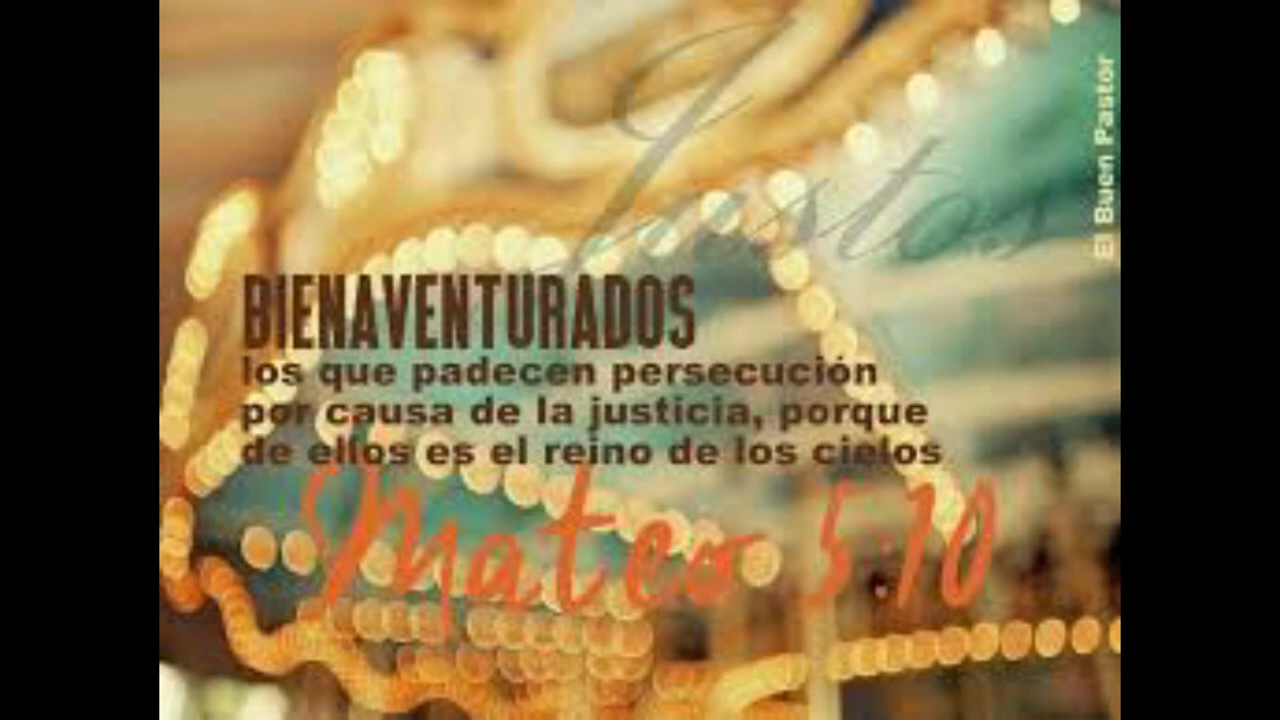 Justos
BIENAVENTURADOS
los que padecen persecución
por causa de la justicia, porque
de ellos es el reino de los cielos
Mateo 5:10
El Buen Pastor